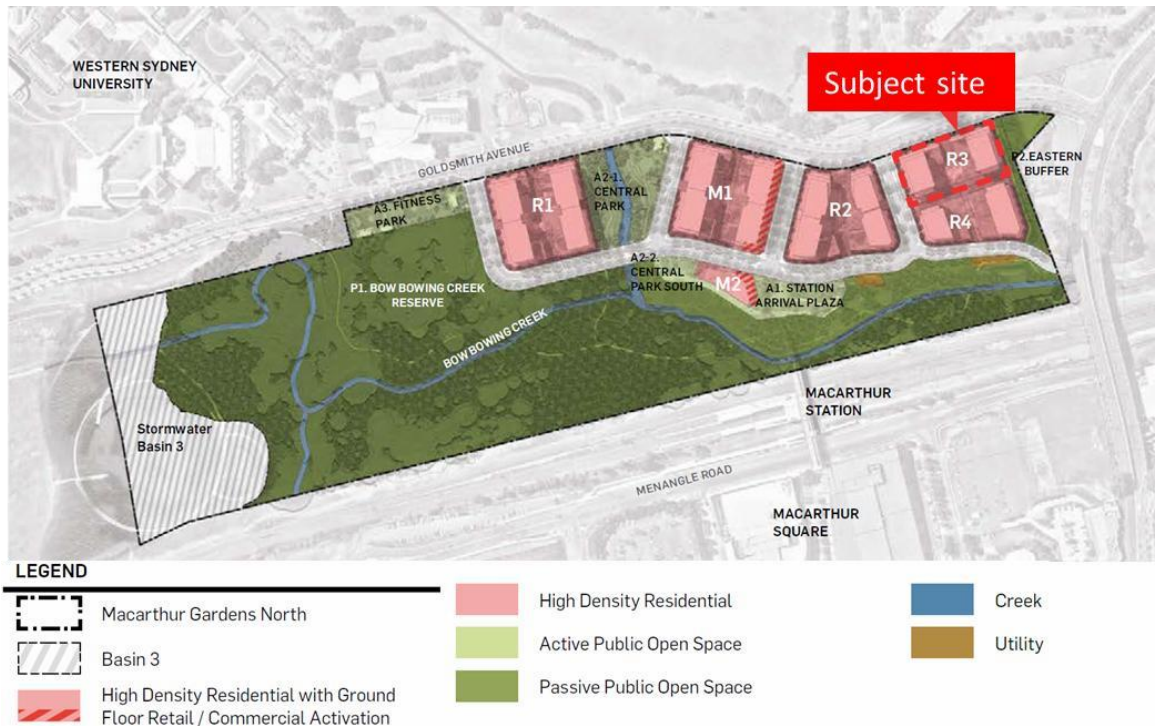 WESTERN SYDNEY
UNIVERSITY
Subject site
GOLDSMITH AVENUE
A3. FITNESS
PARK
R1
A2-1.
CENTRAL
PARK
M1
R2
R3
R4
P2.EASTERN
BUFFER
P1. BOW BOWING CREEK
RESERVE
A2-2.
CENTRAL
PARK SOUTH
M2
A1. STATION
ARRIVAL PLAZA
BOW BOWING CREEK
Stormwater
Basin 3
MACARTHUR
STATION
MENANGLE ROAD
MACARTHUR
SQUARE
LEGEND
Macarthur Gardens North
Basin 3
High Density Residential with Ground
Floor Retail / Commercial Activation
High Density Residential
Active Public Open Space
Passive Public Open Space
Creek
Utility